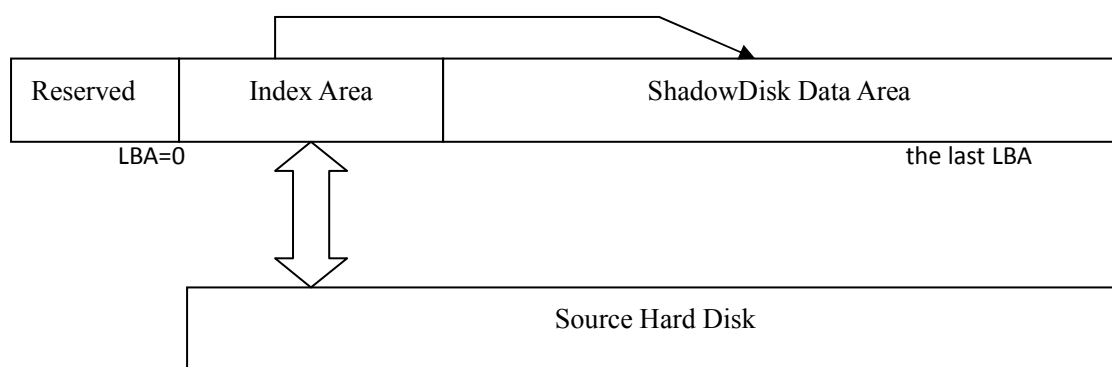 Reserved
Index Area
ShadowDisk Data Area
LBA=0
the last LBA
Source Hard Disk